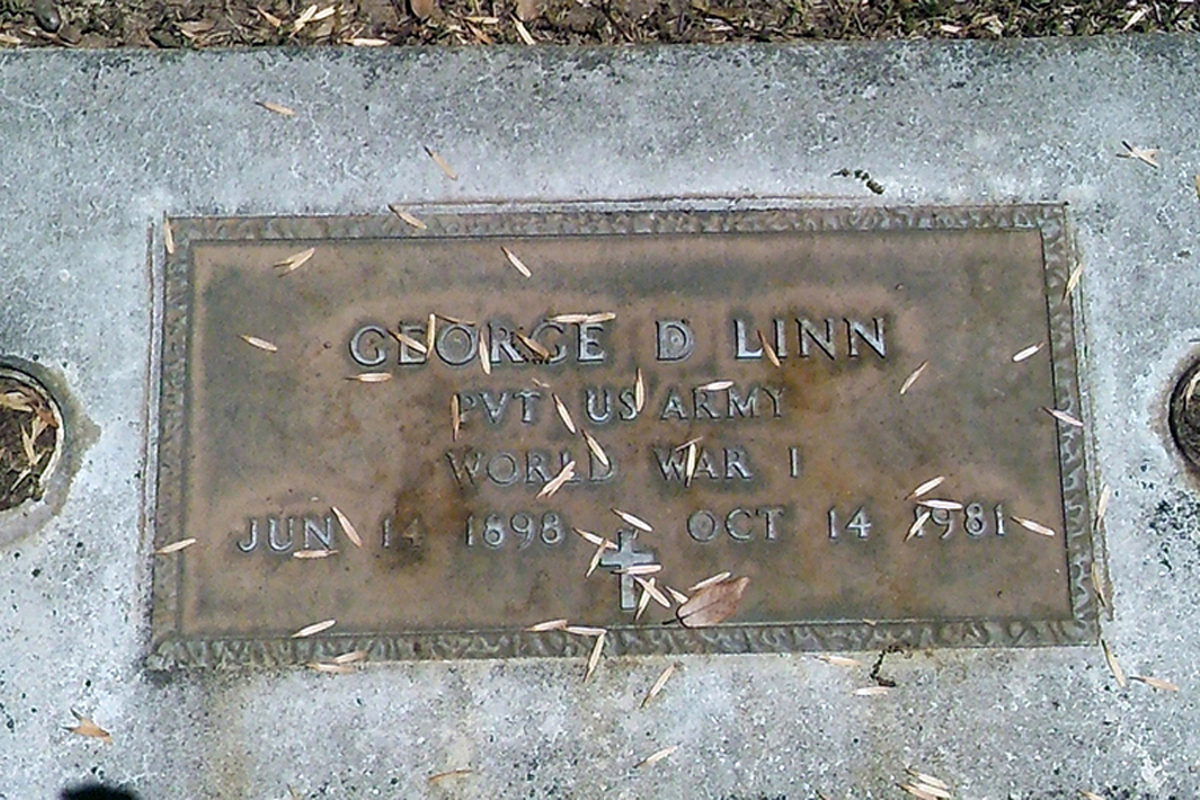 GEORGE D LINN
PVT US ARMY
WORLD WAR I
JUN 14 1898 OCT 14 1981